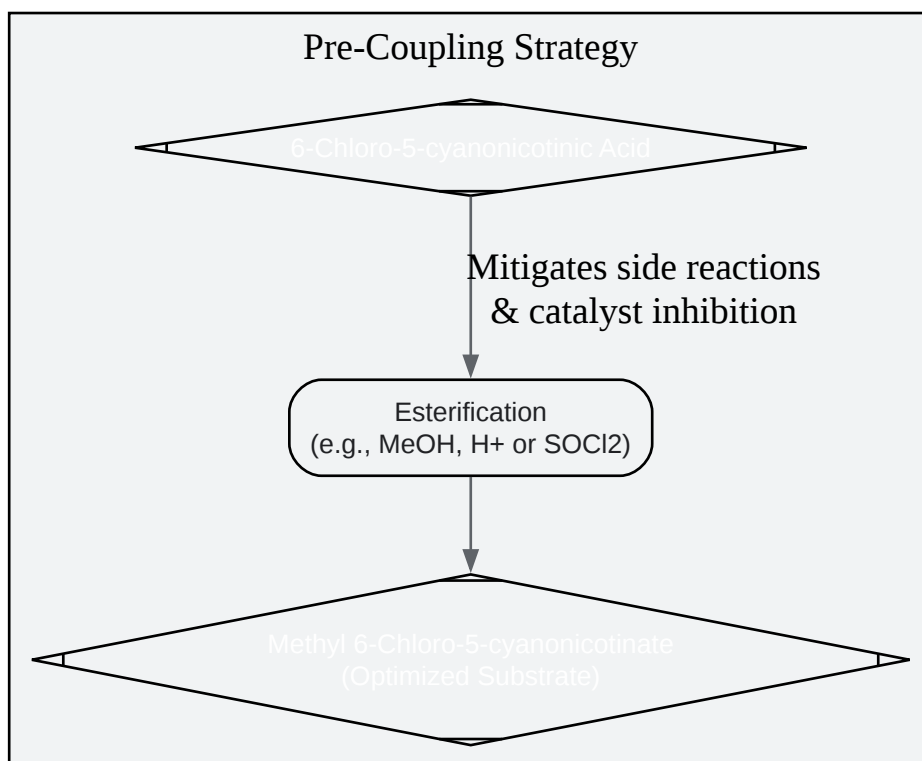 Pre-Coupling Strategy
6-Chloro-5-cyanonicotinic Acid
Mitigates side reactions
& catalyst inhibition
Esterification
(e.g., MeOH, H+ or SOCl2)
Methyl 6-Chloro-5-cyanonicotinate
(Optimized Substrate)